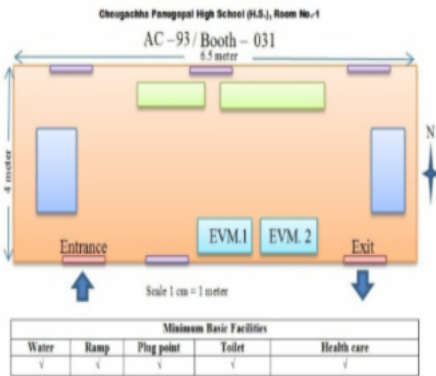 Chougachha Panugopal High School (H.S.), Room No.-1
AC -93/ Booth - 031
6.5 meter
4 meter
N
EVM.1 EVM. 2
Entrance Exit
Scale 1 cm = 1 meter
Minimum Basic Facilities
Water Ramp Plug point Toilet Health care
√ √ √ √ √